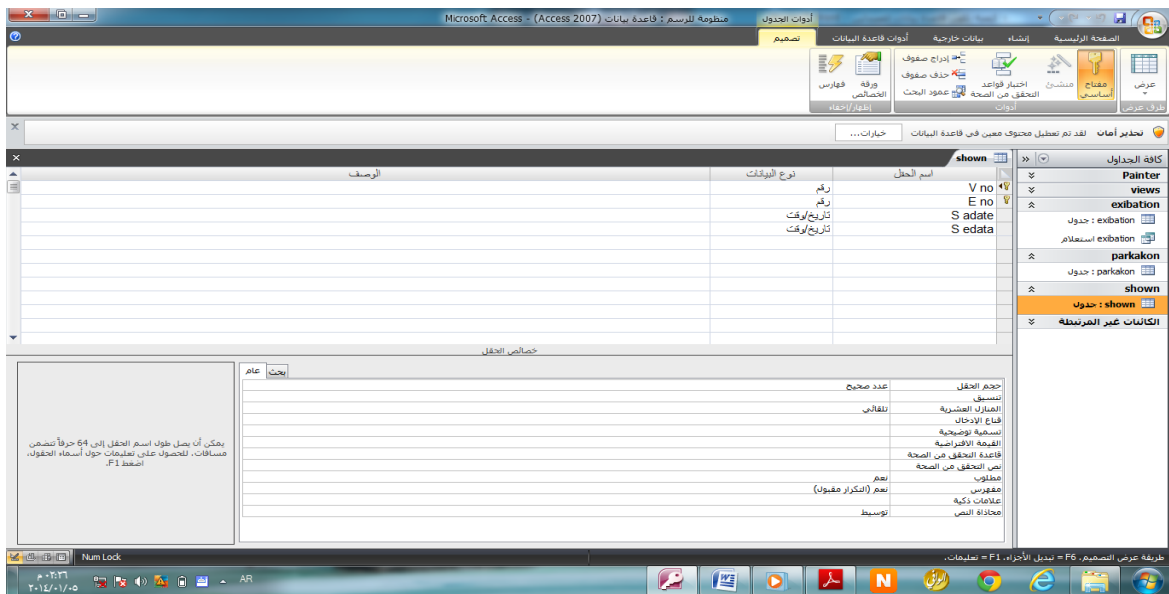 منظومة للرسم : قاعدة بيانات (Access 2007) - Microsoft Access
أدوات الجدول
الصفحة الرئيسية
إنشاء
بيانات خارجية
أدوات قاعدة البيانات
تصميم
عرض
مفتاح أساسي
منشئ
اختبار قواعد التحقق من الصحة
إدراج صفوف
حذف صفوف
عمود البحث
ورقة الخصائص
فهارس
طرق عرض
أدوات
إظهار/إخفاء
تحذير أمان
لقد تم تعطيل محتوى معين في قاعدة البيانات
خيارات...
كافة الجداول
Painter
views
exibation
exibation : جدول
exibation استعلام
parkakon
parkakon : جدول
shown
shown : جدول
الكائنات غير المرتبطة
shown
اسم الحقل
نوع البيانات
الوصف
V no
رقم
E no
رقم
S adate
تاريخ/وقت
S edata
تاريخ/وقت
خصائص الحقل
عام
بحث
حجم الحقل
عدد صحيح
تنسيق
المنازل العشرية
تلقائي
قناع الإدخال
تسمية توضيحية
القيمة الافتراضية
قاعدة التحقق من الصحة
نص التحقق من الصحة
مطلوب
نعم
مفهرس
نعم (التكرار مقبول)
علامات ذكية
محاذاة النص
توسيط
يمكن أن يصل طول اسم الحقل إلى 64 حرفاً تتضمن
مسافات. للحصول على تعليمات حول أسماء الحقول،
اضغط F1.
طريقة عرض التصميم. F6 = تبديل الأجزاء. F1 = تعليمات.
Num Lock
AR
٠٢:٣٦ م
٢٠١٤/٠١/٠٥